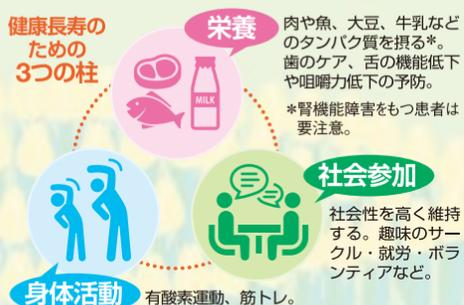 健康長寿の
ための
3つの柱
栄養
肉や魚、大豆、牛乳など
のタンパク質を摂る*。
歯のケア、舌の機能低下
や咀嚼力低下の予防。
*腎機能障害をもつ患者は
要注意。
MILK
社会参加
社会性を高く維持
する。趣味のサー
クル・就労・ボラ
ンティアなど。
身体活動
有酸素運動、筋トレ。